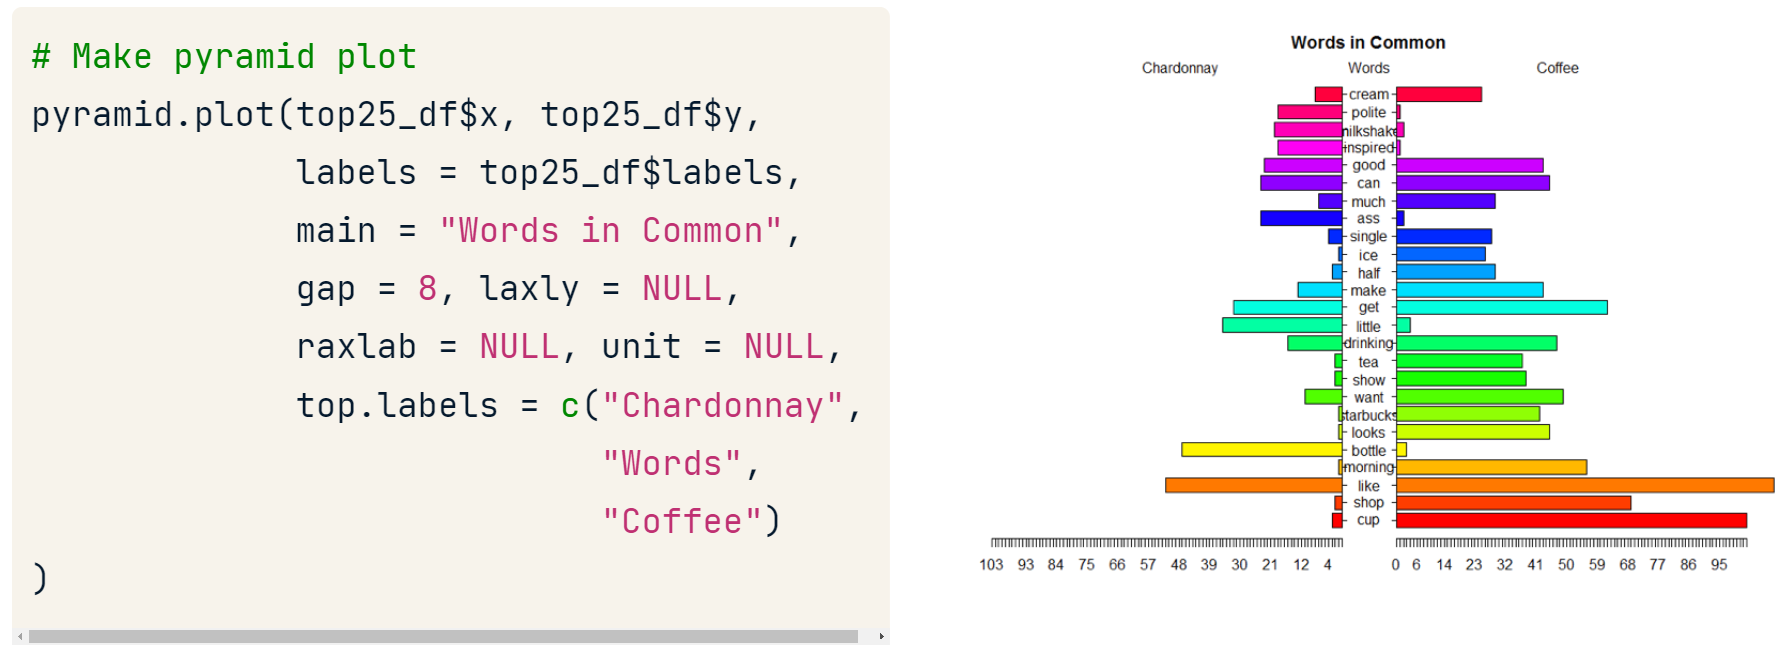 # Make pyramid plot
pyramid.plot(top25_df$x, top25_df$y,
labels = top25_df$labels,
main = "Words in Common",
gap = 8, laxly = NULL,
raxlab = NULL, unit = NULL,
top.labels = c("Chardonnay",
"Words",
"Coffee")
)
Words in Common
Chardonnay Words Coffee
cream
polite
milkshake
inspired
good
can
much
ass
single
ice
half
make
get
little
drinking
tea
show
want
starbucks
looks
bottle
morning
like
shop
cup
103 93 84 75 66 57 48 39 30 21 12 4 0 6 14 23 32 41 50 59 68 77 86 95